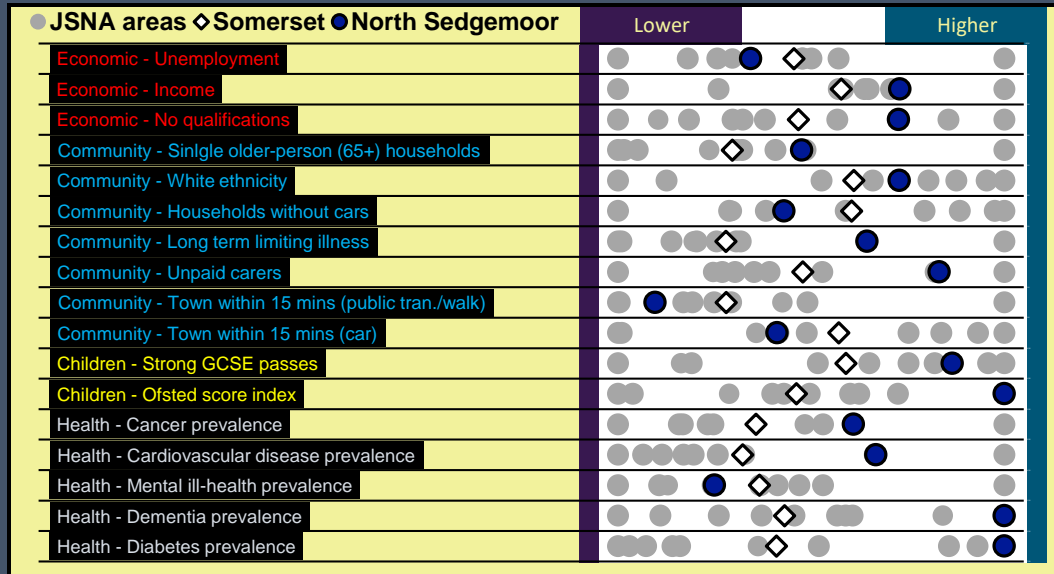 JSNA areas Somerset North Sedgemoor
Lower
Higher
Economic - Unemployment
Economic - Income
Economic - No qualifications
Community - Sinlgle older-person (65+) households
Community - White ethnicity
Community - Households without cars
Community - Long term limiting illness
Community - Unpaid carers
Community - Town within 15 mins (public tran./walk)
Community - Town within 15 mins (car)
Children - Strong GCSE passes
Children - Ofsted score index
Health - Cancer prevalence
Health - Cardiovascular disease prevalence
Health - Mental ill-health prevalence
Health - Dementia prevalence
Health - Diabetes prevalence